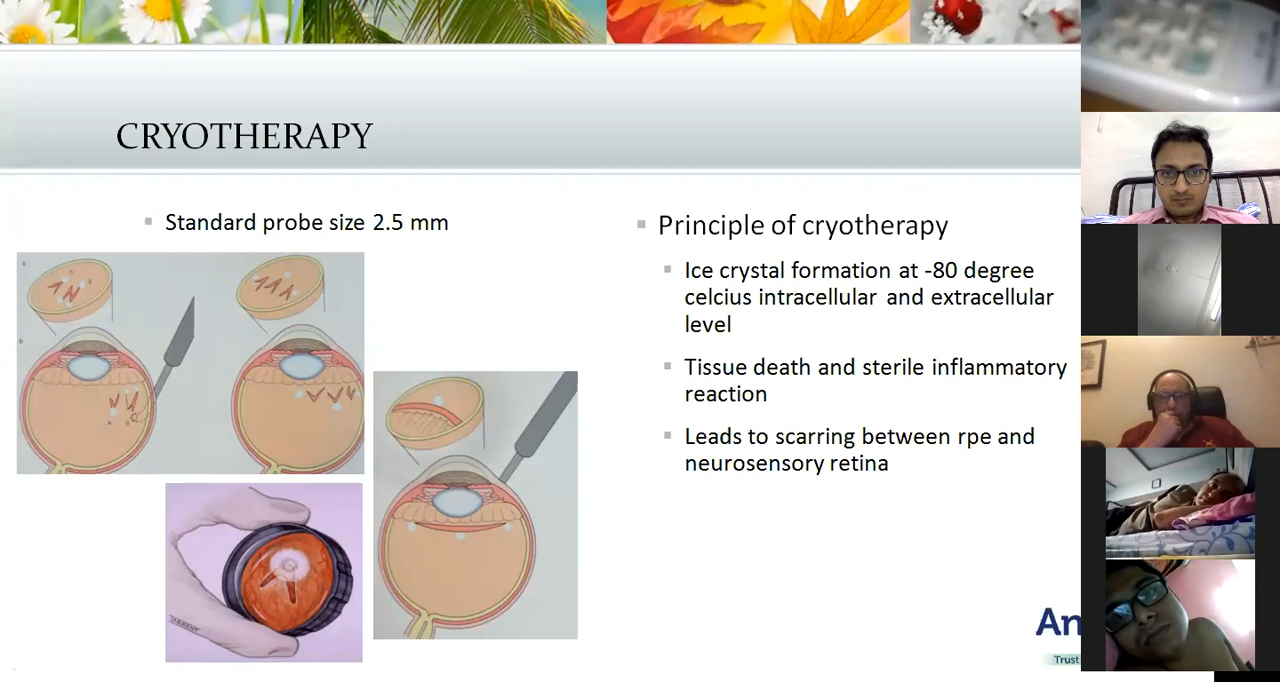 CRYOTHERAPY
Standard probe size 2.5 mm
Principle of cryotherapy
Ice crystal formation at -80 degree
celcius intracellular and extracellular
level
Tissue death and sterile inflammatory
reaction
Leads to scarring between rpe and
neurosensory retina
An
Trust